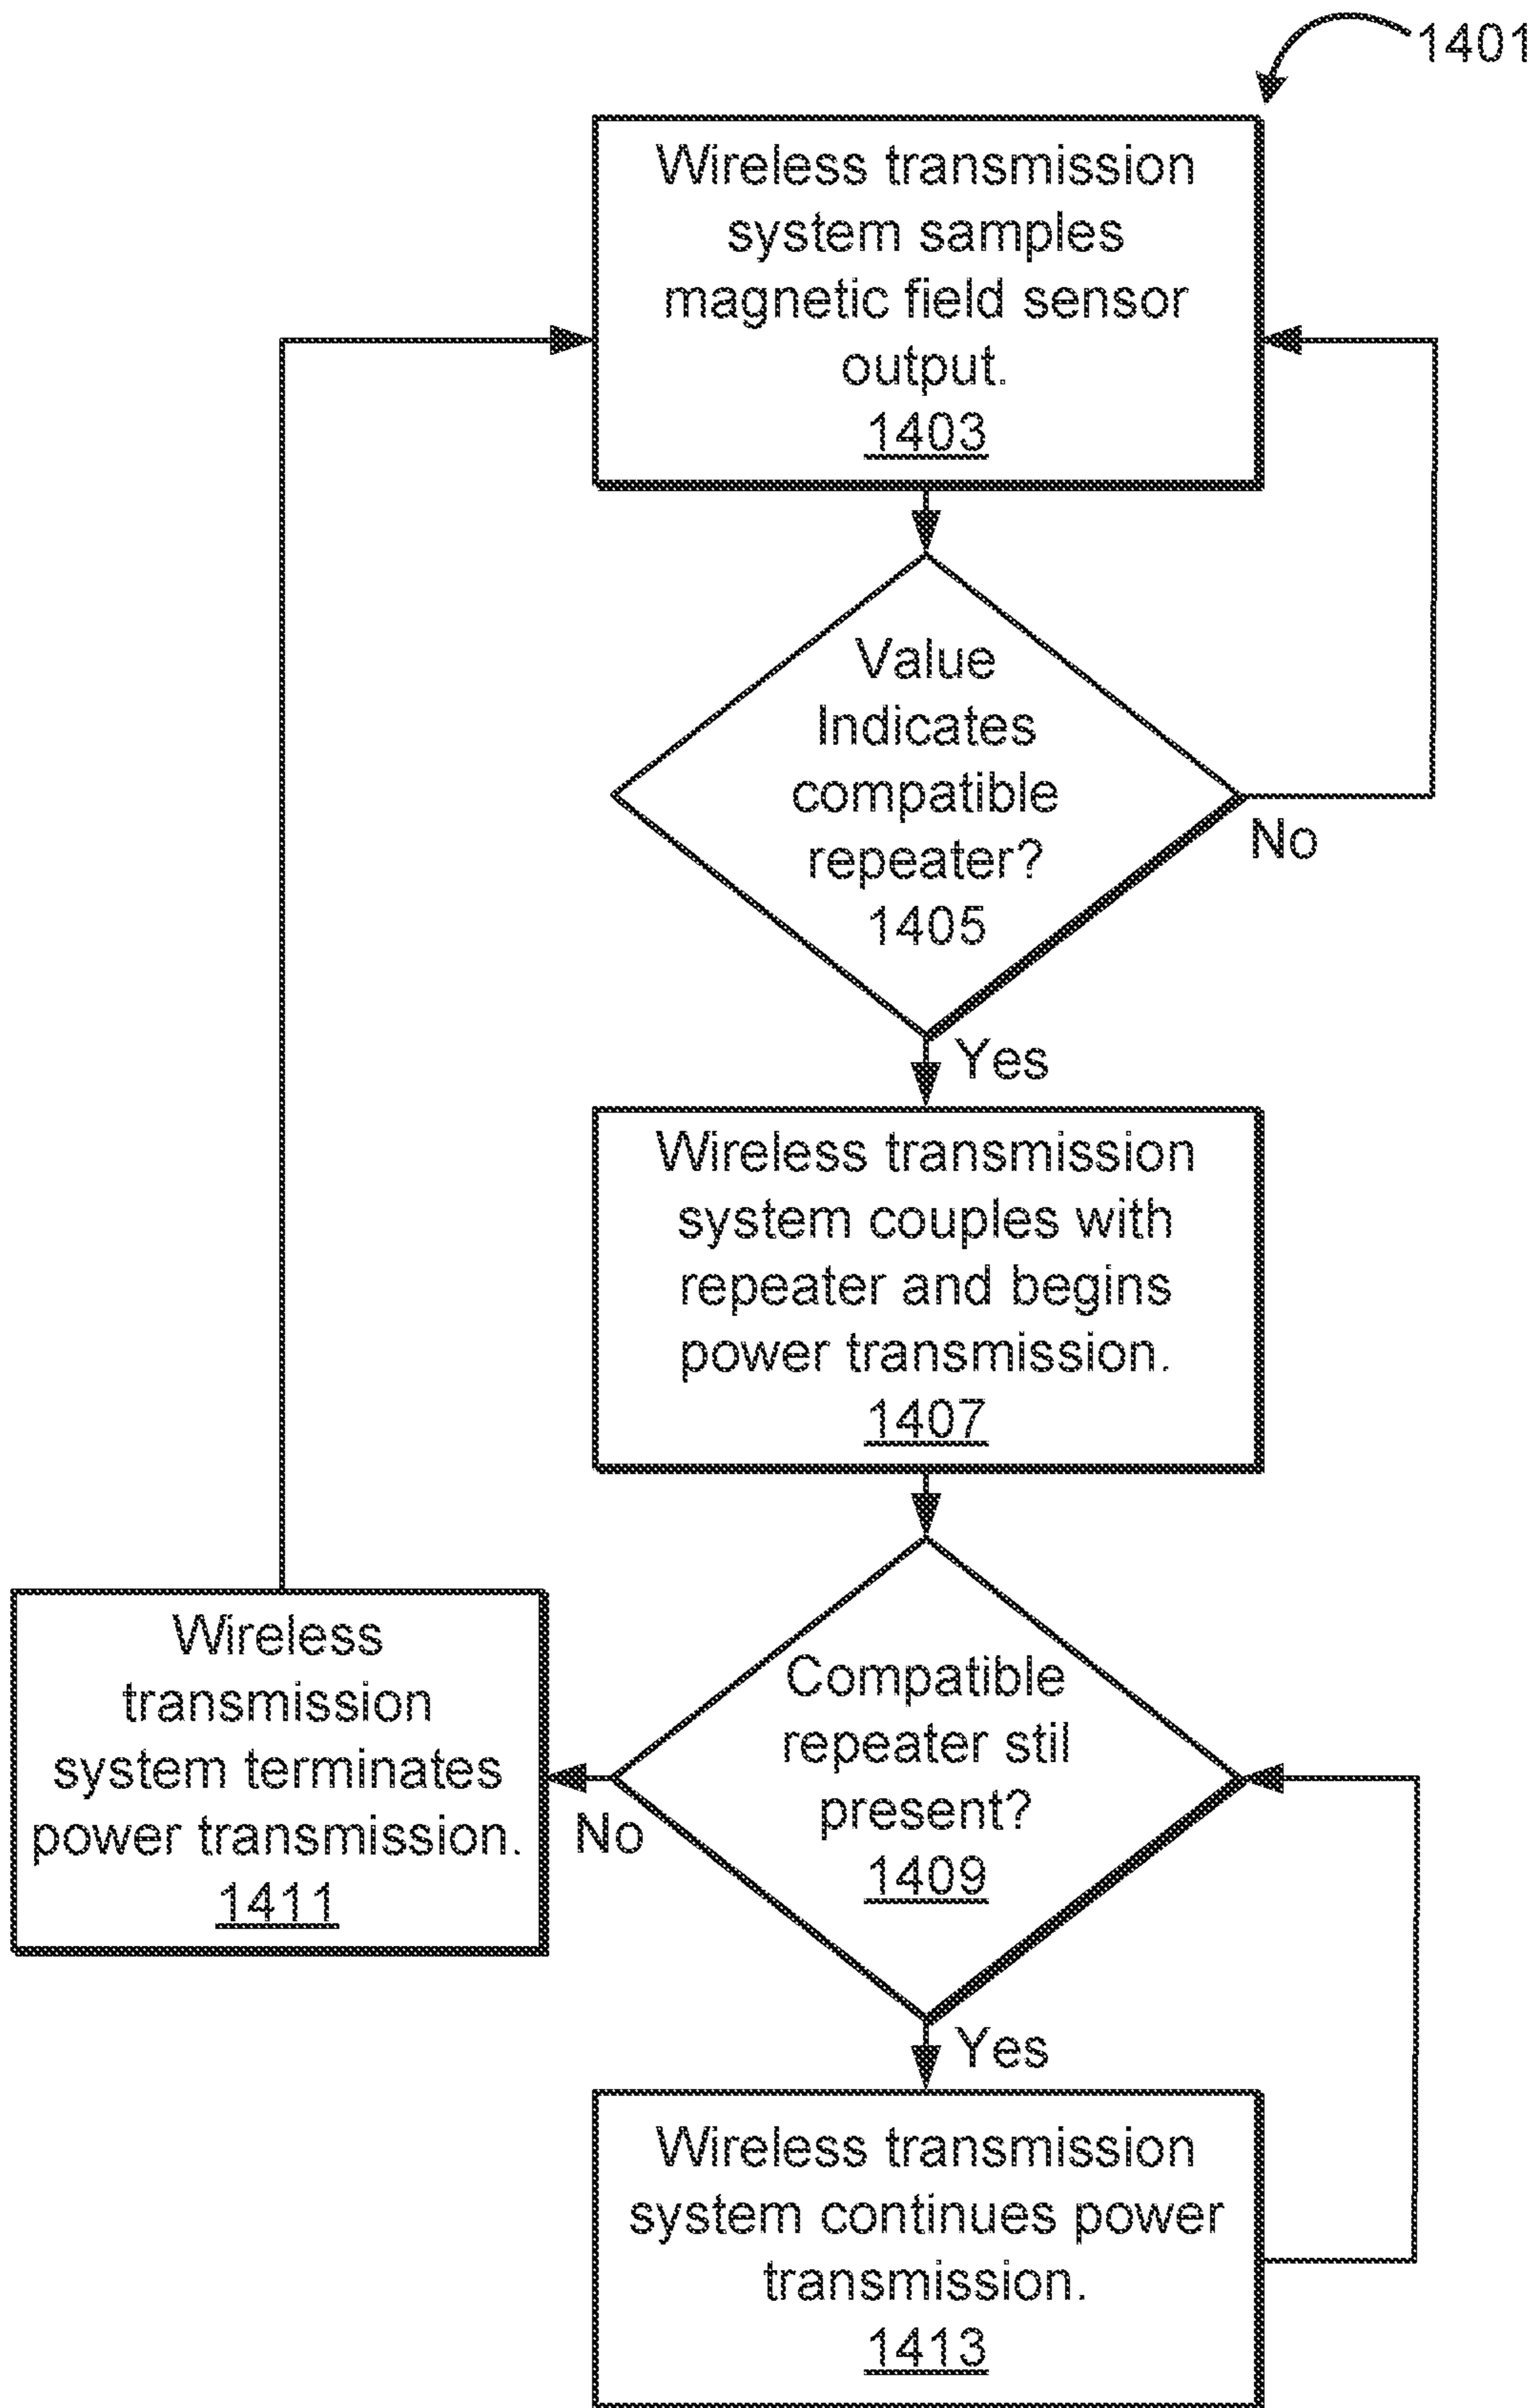 1401
Wireless transmission
system samples
magnetic field sensor
output.
1403
Value
Indicates
compatible
repeater?
1405
No
Yes
Wireless transmission
system couples with
repeater and begins
power transmission.
1407
Wireless
transmission
system terminates
power transmission.
1411
No
Compatible
repeater stil
present?
1409
Yes
Wireless transmission
system continues power
transmission.
1413